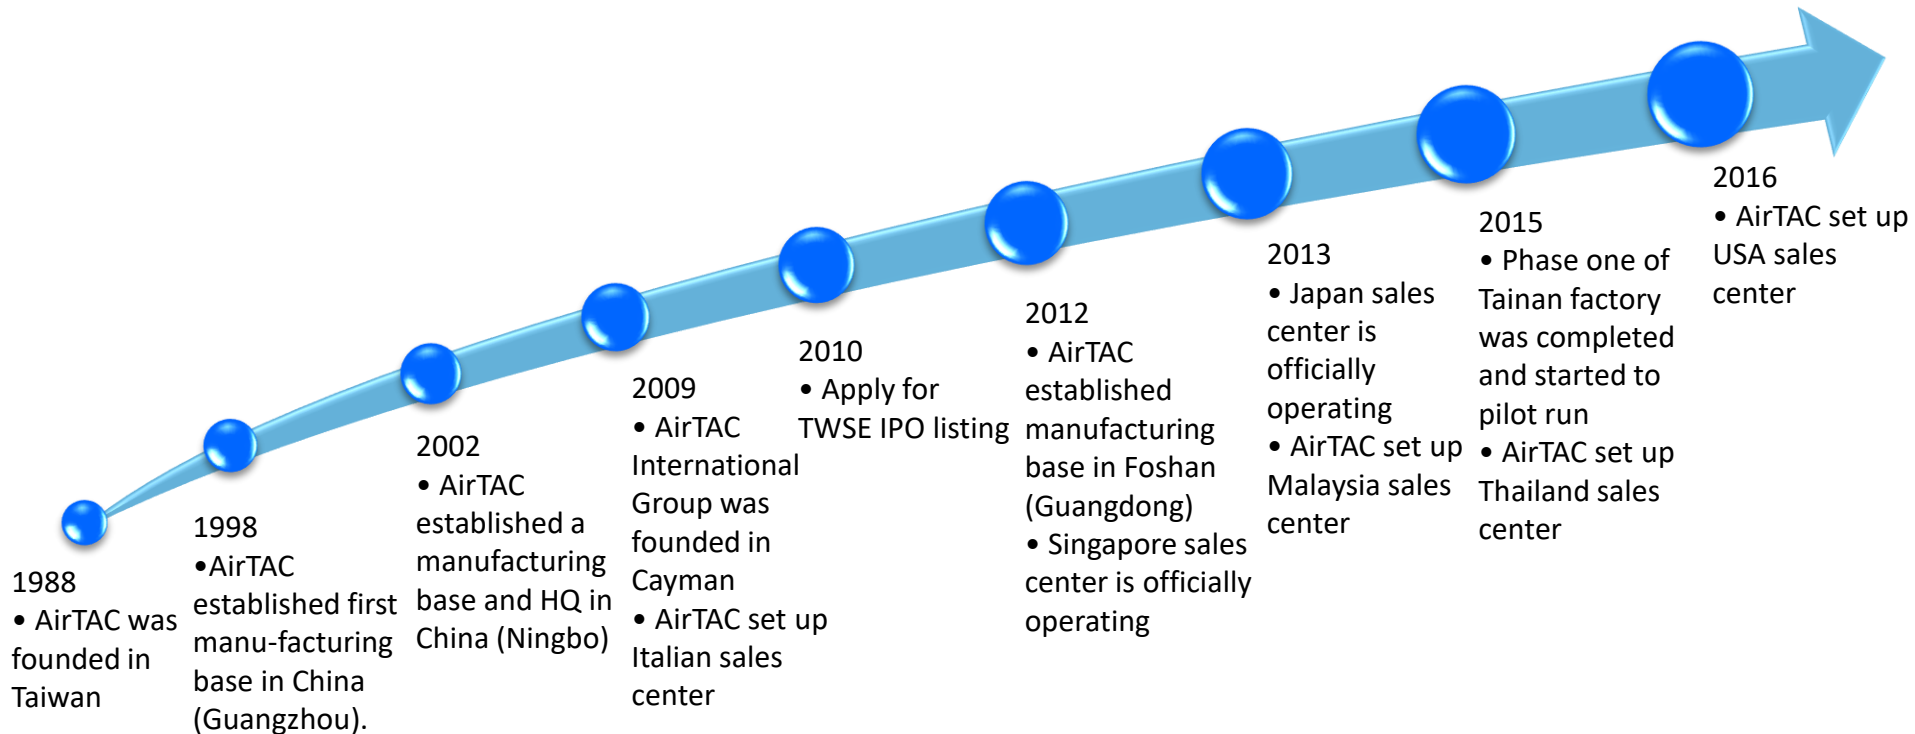 1988
• AirTAC was
founded in
Taiwan
1998
•AirTAC
established first
manu-facturing
base in China
(Guangzhou).
2002
• AirTAC
established a
manufacturing
base and HQ in
China (Ningbo)
2009
• AirTAC
International
Group was
founded in
Cayman
• AirTAC set up
Italian sales
center
2010
• Apply for
TWSE IPO listing
2012
• AirTAC
established
manufacturing
base in Foshan
(Guangdong)
• Singapore sales
center is officially
operating
2013
• Japan sales
center is
officially
operating
• AirTAC set up
Malaysia sales
center
2015
• Phase one of
Tainan factory
was completed
and started to
pilot run
• AirTAC set up
Thailand sales
center
2016
• AirTAC set up
USA sales
center